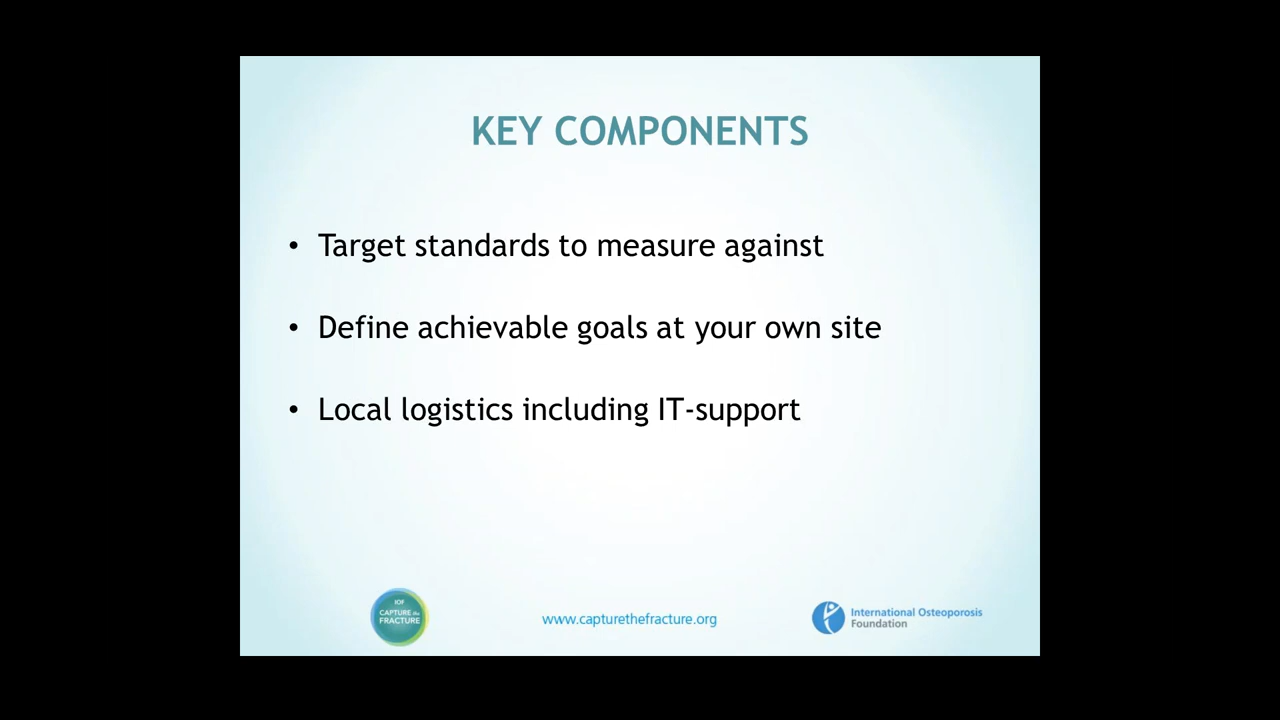 KEY COMPONENTS
• Target standards to measure against
• Define achievable goals at your own site
• Local logistics including IT-support
IOF
CAPTURE the
FRACTURE
www.capturethefracture.org
International Osteoporosis
Foundation